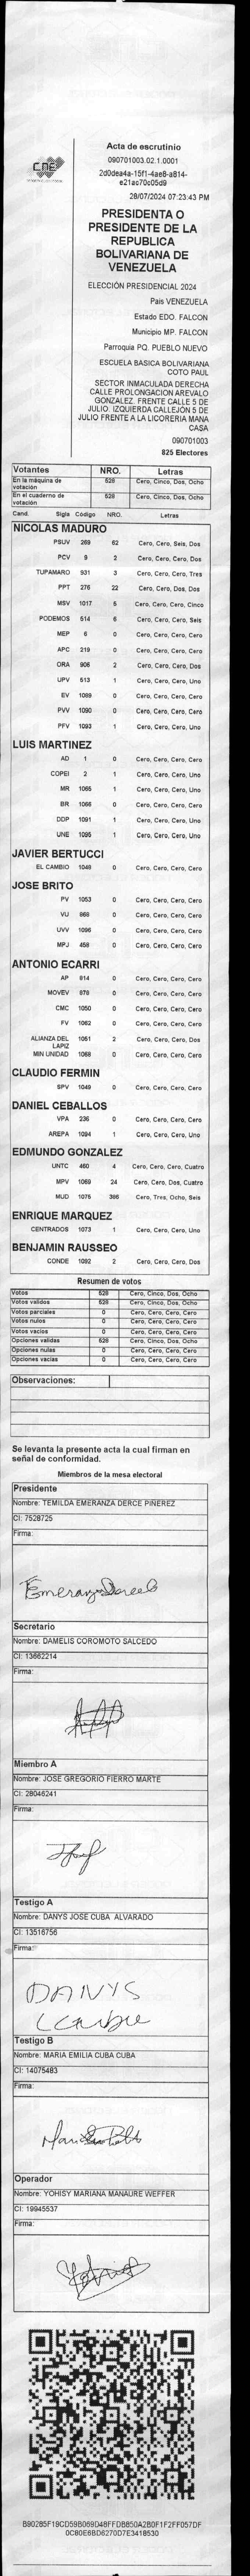 CNE
Acta de escrutinio
090701003.02.1.0001
2d0dea4a-15f1-4ae8-a814-
e21ac70c05d9
28/07/2024 07:23:43 PM
PRESIDENTA O
PRESIDENTE DE LA
REPUBLICA
BOLIVARIANA DE
VENEZUELA
ELECCIÓN PRESIDENCIAL 2024
Pais VENEZUELA
Estado EDO. FALCON
Municipio MP. FALCON
Parroquia PQ. PUEBLO NUEVO
ESCUELA BASICA BOLIVARIANA
COTO PAUL
SECTOR INMACULADA DERECHA
CALLE PROLONGACION AREVALO
GONZALEZ. FRENTE CALLE 5 DE
JULIO. IZQUIERDA CALLEJÓN 5 DE
JULIO FRENTE A LA LICORERIA MANA
CASA
090701003
825 Electores
Votantes NRO. Letras
En la máquina de votación 528 Cero, Cinco, Dos, Ocho
En el cuaderno de votación 528 Cero, Cinco, Dos, Ocho
Cand. Sigla Código NRO. Letras
NICOLAS MADURO
PSUV 269 62 Cero, Cero, Seis, Dos
PCV 9 2 Cero, Cero, Cero, Dos
TUPAMARO 931 3 Cero, Cero, Cero, Tres
PPT 276 22 Cero, Cero, Dos, Dos
MSV 1017 5 Cero, Cero, Cero, Cinco
PODEMOS 514 6 Cero, Cero, Cero, Seis
MEP 6 0 Cero, Cero, Cero, Cero
APC 219 0 Cero, Cero, Cero, Cero
ORA 906 2 Cero, Cero, Cero, Dos
UPV 513 1 Cero, Cero, Cero, Uno
EV 1089 0 Cero, Cero, Cero, Cero
PVV 1090 0 Cero, Cero, Cero, Cero
PFV 1093 1 Cero, Cero, Cero, Uno
LUIS MARTINEZ
AD 1 0 Cero, Cero, Cero, Cero
COPEI 2 1 Cero, Cero, Cero, Uno
MR 1065 1 Cero, Cero, Cero, Uno
BR 1066 0 Cero, Cero, Cero, Cero
DDP 1091 1 Cero, Cero, Cero, Uno
UNE 1095 1 Cero, Cero, Cero, Uno
JAVIER BERTUCCI
EL CAMBIO 1048 0 Cero, Cero, Cero, Cero
JOSE BRITO
PV 1053 0 Cero, Cero, Cero, Cero
VU 868 0 Cero, Cero, Cero, Cero
UVV 1096 0 Cero, Cero, Cero, Cero
MPJ 458 0 Cero, Cero, Cero, Cero
ANTONIO ECARRI
AP 814 0 Cero, Cero, Cero, Cero
MOVEV 878 0 Cero, Cero, Cero, Cero
CMC 1050 0 Cero, Cero, Cero, Cero
FV 1062 0 Cero, Cero, Cero, Cero
ALIANZA DEL LAPIZ 1051 2 Cero, Cero, Cero, Dos
MIN UNIDAD 1068 0 Cero, Cero, Cero, Cero
CLAUDIO FERMIN
SPV 1049 0 Cero, Cero, Cero, Cero
DANIEL CEBALLOS
VPA 236 0 Cero, Cero, Cero, Cero
AREPA 1094 1 Cero, Cero, Cero, Uno
EDMUNDO GONZALEZ
UNTC 460 4 Cero, Cero, Cero, Cuatro
MPV 1069 24 Cero, Cero, Dos, Cuatro
MUD 1075 386 Cero, Tres, Ocho, Seis
ENRIQUE MARQUEZ
CENTRADOS 1073 1 Cero, Cero, Cero, Uno
BENJAMIN RAUSSEO
CONDE 1092 2 Cero, Cero, Cero, Dos
Resumen de votos
Votos 528 Cero, Cinco, Dos, Ocho
Votos validos 528 Cero, Cinco, Dos, Ocho
Votos parciales 0 Cero, Cero, Cero, Cero
Votos nulos 0 Cero, Cero, Cero, Cero
Votos vacios 0 Cero, Cero, Cero, Cero
Opciones validas 528 Cero, Cinco, Dos, Ocho
Opciones nulas 0 Cero, Cero, Cero, Cero
Opciones vacias 0 Cero, Cero, Cero, Cero
Observaciones:
Se levanta la presente acta la cual firman en
señal de conformidad.
Miembros de la mesa electoral
Presidente
Nombre: TEMILDA EMERANZA DERCE PIÑEREZ
CI: 7528725
Firma:
Secretario
Nombre: DAMELIS COROMOTO SALCEDO
CI: 13662214
Firma:
Miembro A
Nombre: JOSE GREGORIO FIERRO MARTE
CI: 28046241
Firma:
Testigo A
Nombre: DANYS JOSE CUBA ALVARADO
CI: 13516756
Firma:
DANYS
Testigo B
Nombre: MARIA EMILIA CUBA CUBA
CI: 14075483
Firma:
Operador
Nombre: YOHISY MARIANA MANAURE WEFFER
CI: 19945537
Firma:
B90285F19CD59B069D48FFDB850A2B0F1F2FF057DF
0C80E6BD6270D7E3418530